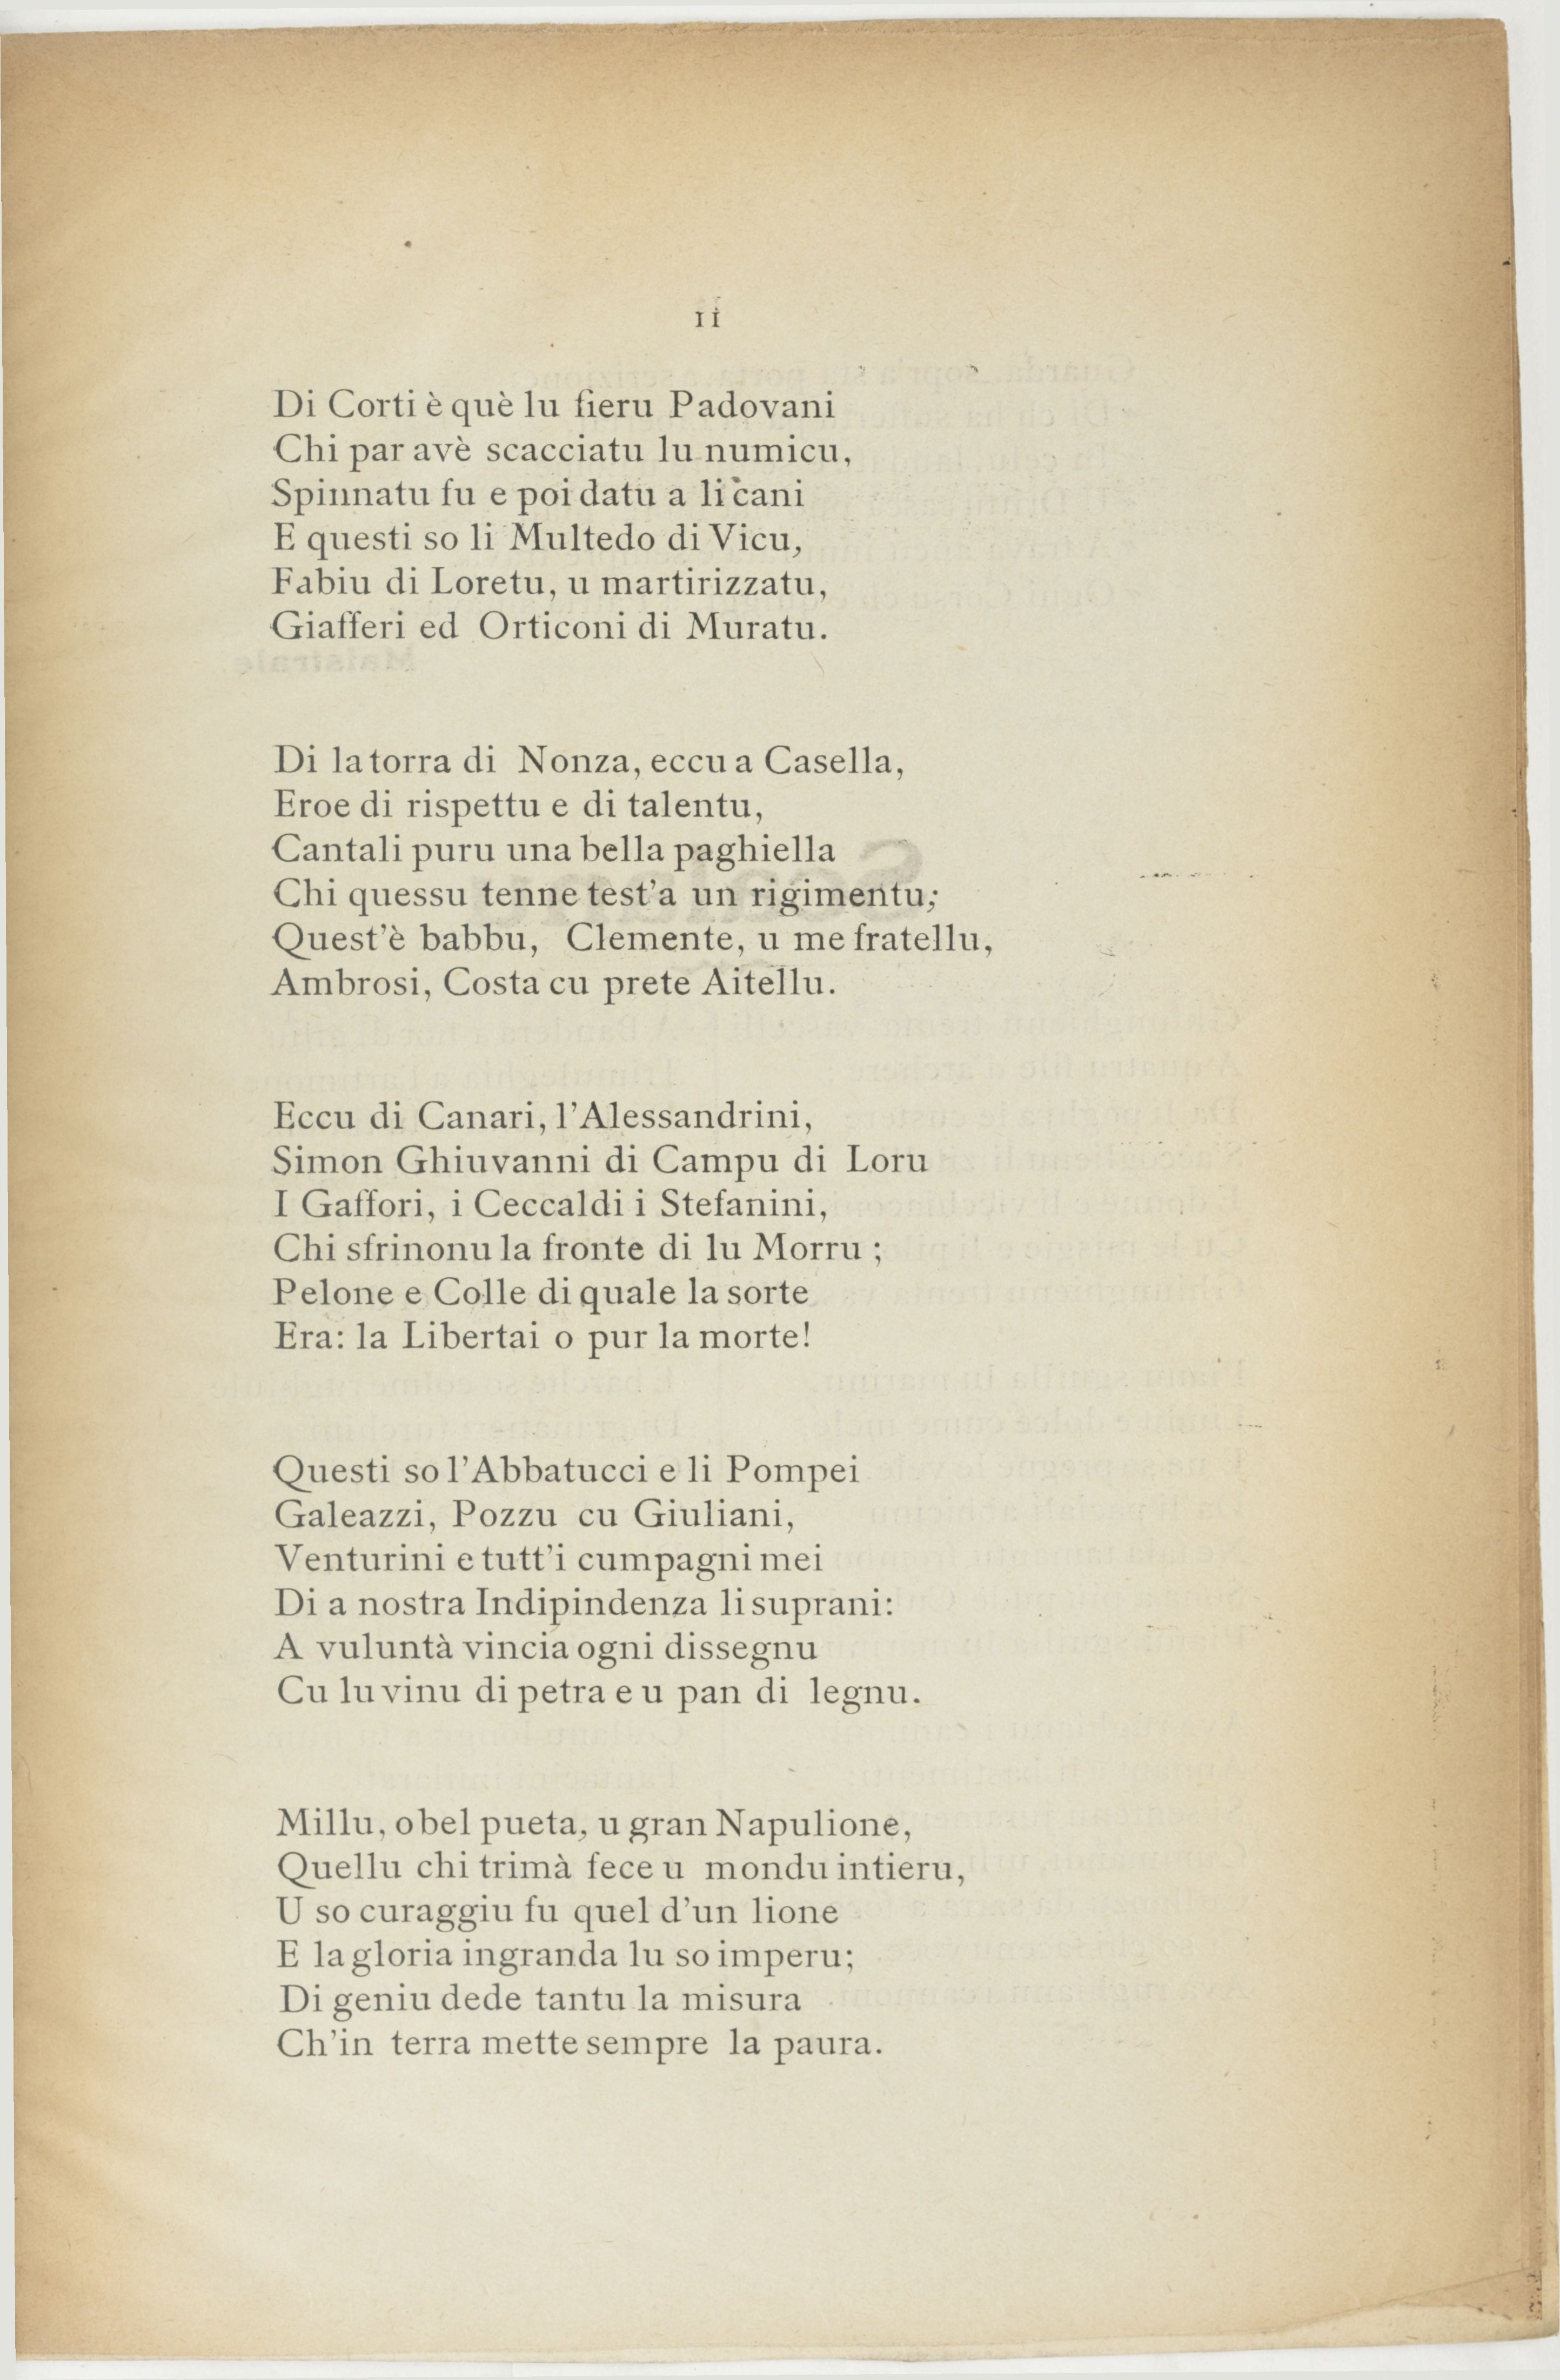 11
Di Corti è què lu fieru Padovani
Chi par avè scacciatu lu numicu,
Spinnatu fu e poi datu a li cani
E questi so li Multedo di Vicu,
Fabiu di Loretu, u martirizzatu,
Giafferi ed Orticoni di Muratu.
Di la torra di Nonza, eccu a Casella,
Eroe di rispettu e di talentu,
Cantali puru una bella paghiella
Chi quessu tenne test'a un rigimentu;
Quest'è babbu, Clemente, u me fratellu,
Ambrosi, Costa cu prete Aitellu.
Eccu di Canari, l'Alessandrini,
Simon Ghiuvanni di Campu di Loru
I Gaffori, i Ceccaldi i Stefanini,
Chi sfrinonu la fronte di lu Morru ;
Pelone e Colle di quale la sorte
Era: la Libertai o pur la morte!
Questi so l'Abbatucci e li Pompei
Galeazzi, Pozzu cu Giuliani,
Venturini e tutt'i cumpagni mei
Di a nostra Indipindenza li suprani:
A vuluntà vincia ogni dissegnu
Cu lu vinu di petra e u pan di legnu.
Millu, o bel pueta, u gran Napulione,
Quellu chi trimà fece u mondu intieru,
U so curaggiu fu quel d'un lione
E la gloria ingranda lu so imperu;
Di geniu dede tantu la misura
Ch'in terra mette sempre la paura.